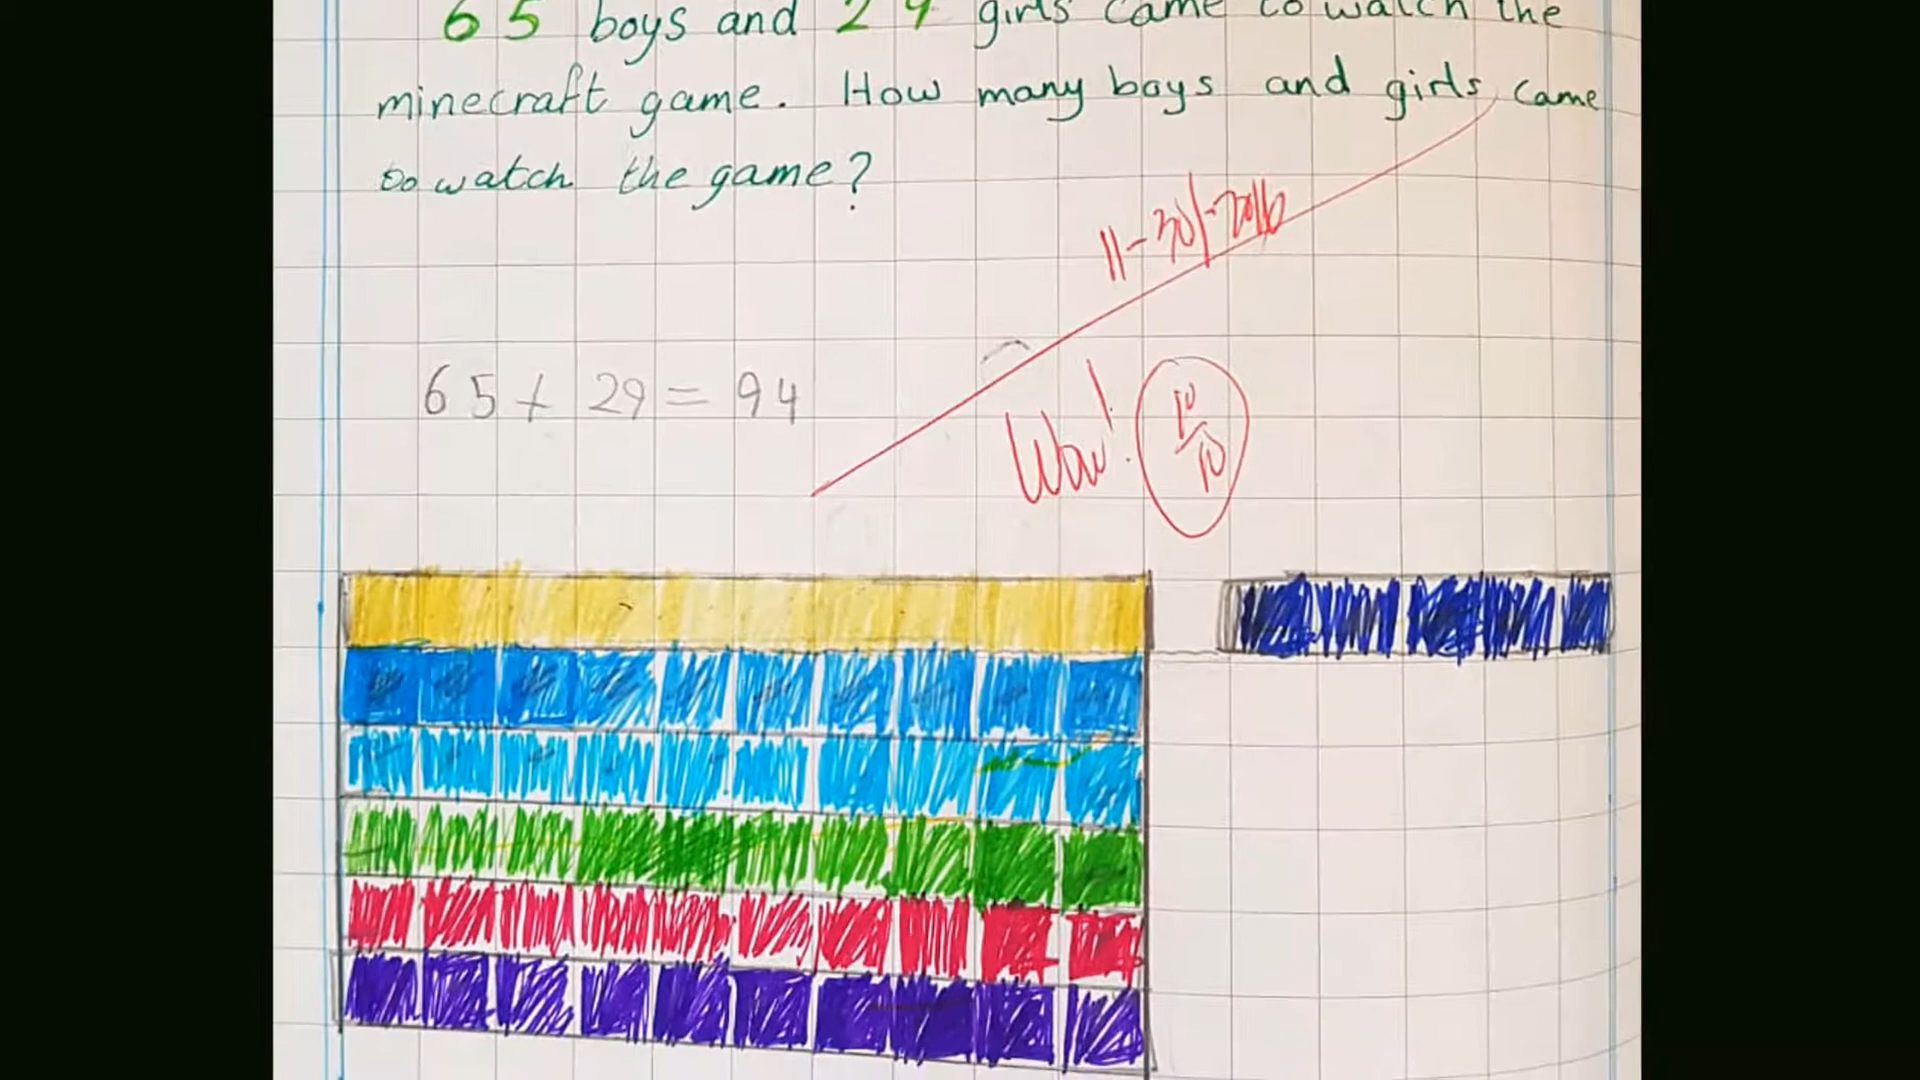 65 boys and 29 girls came to watch the
minecraft game. How many boys and girls came
to watch the game?
11-30-2016
65 + 29 = 94
Wow! 10/10